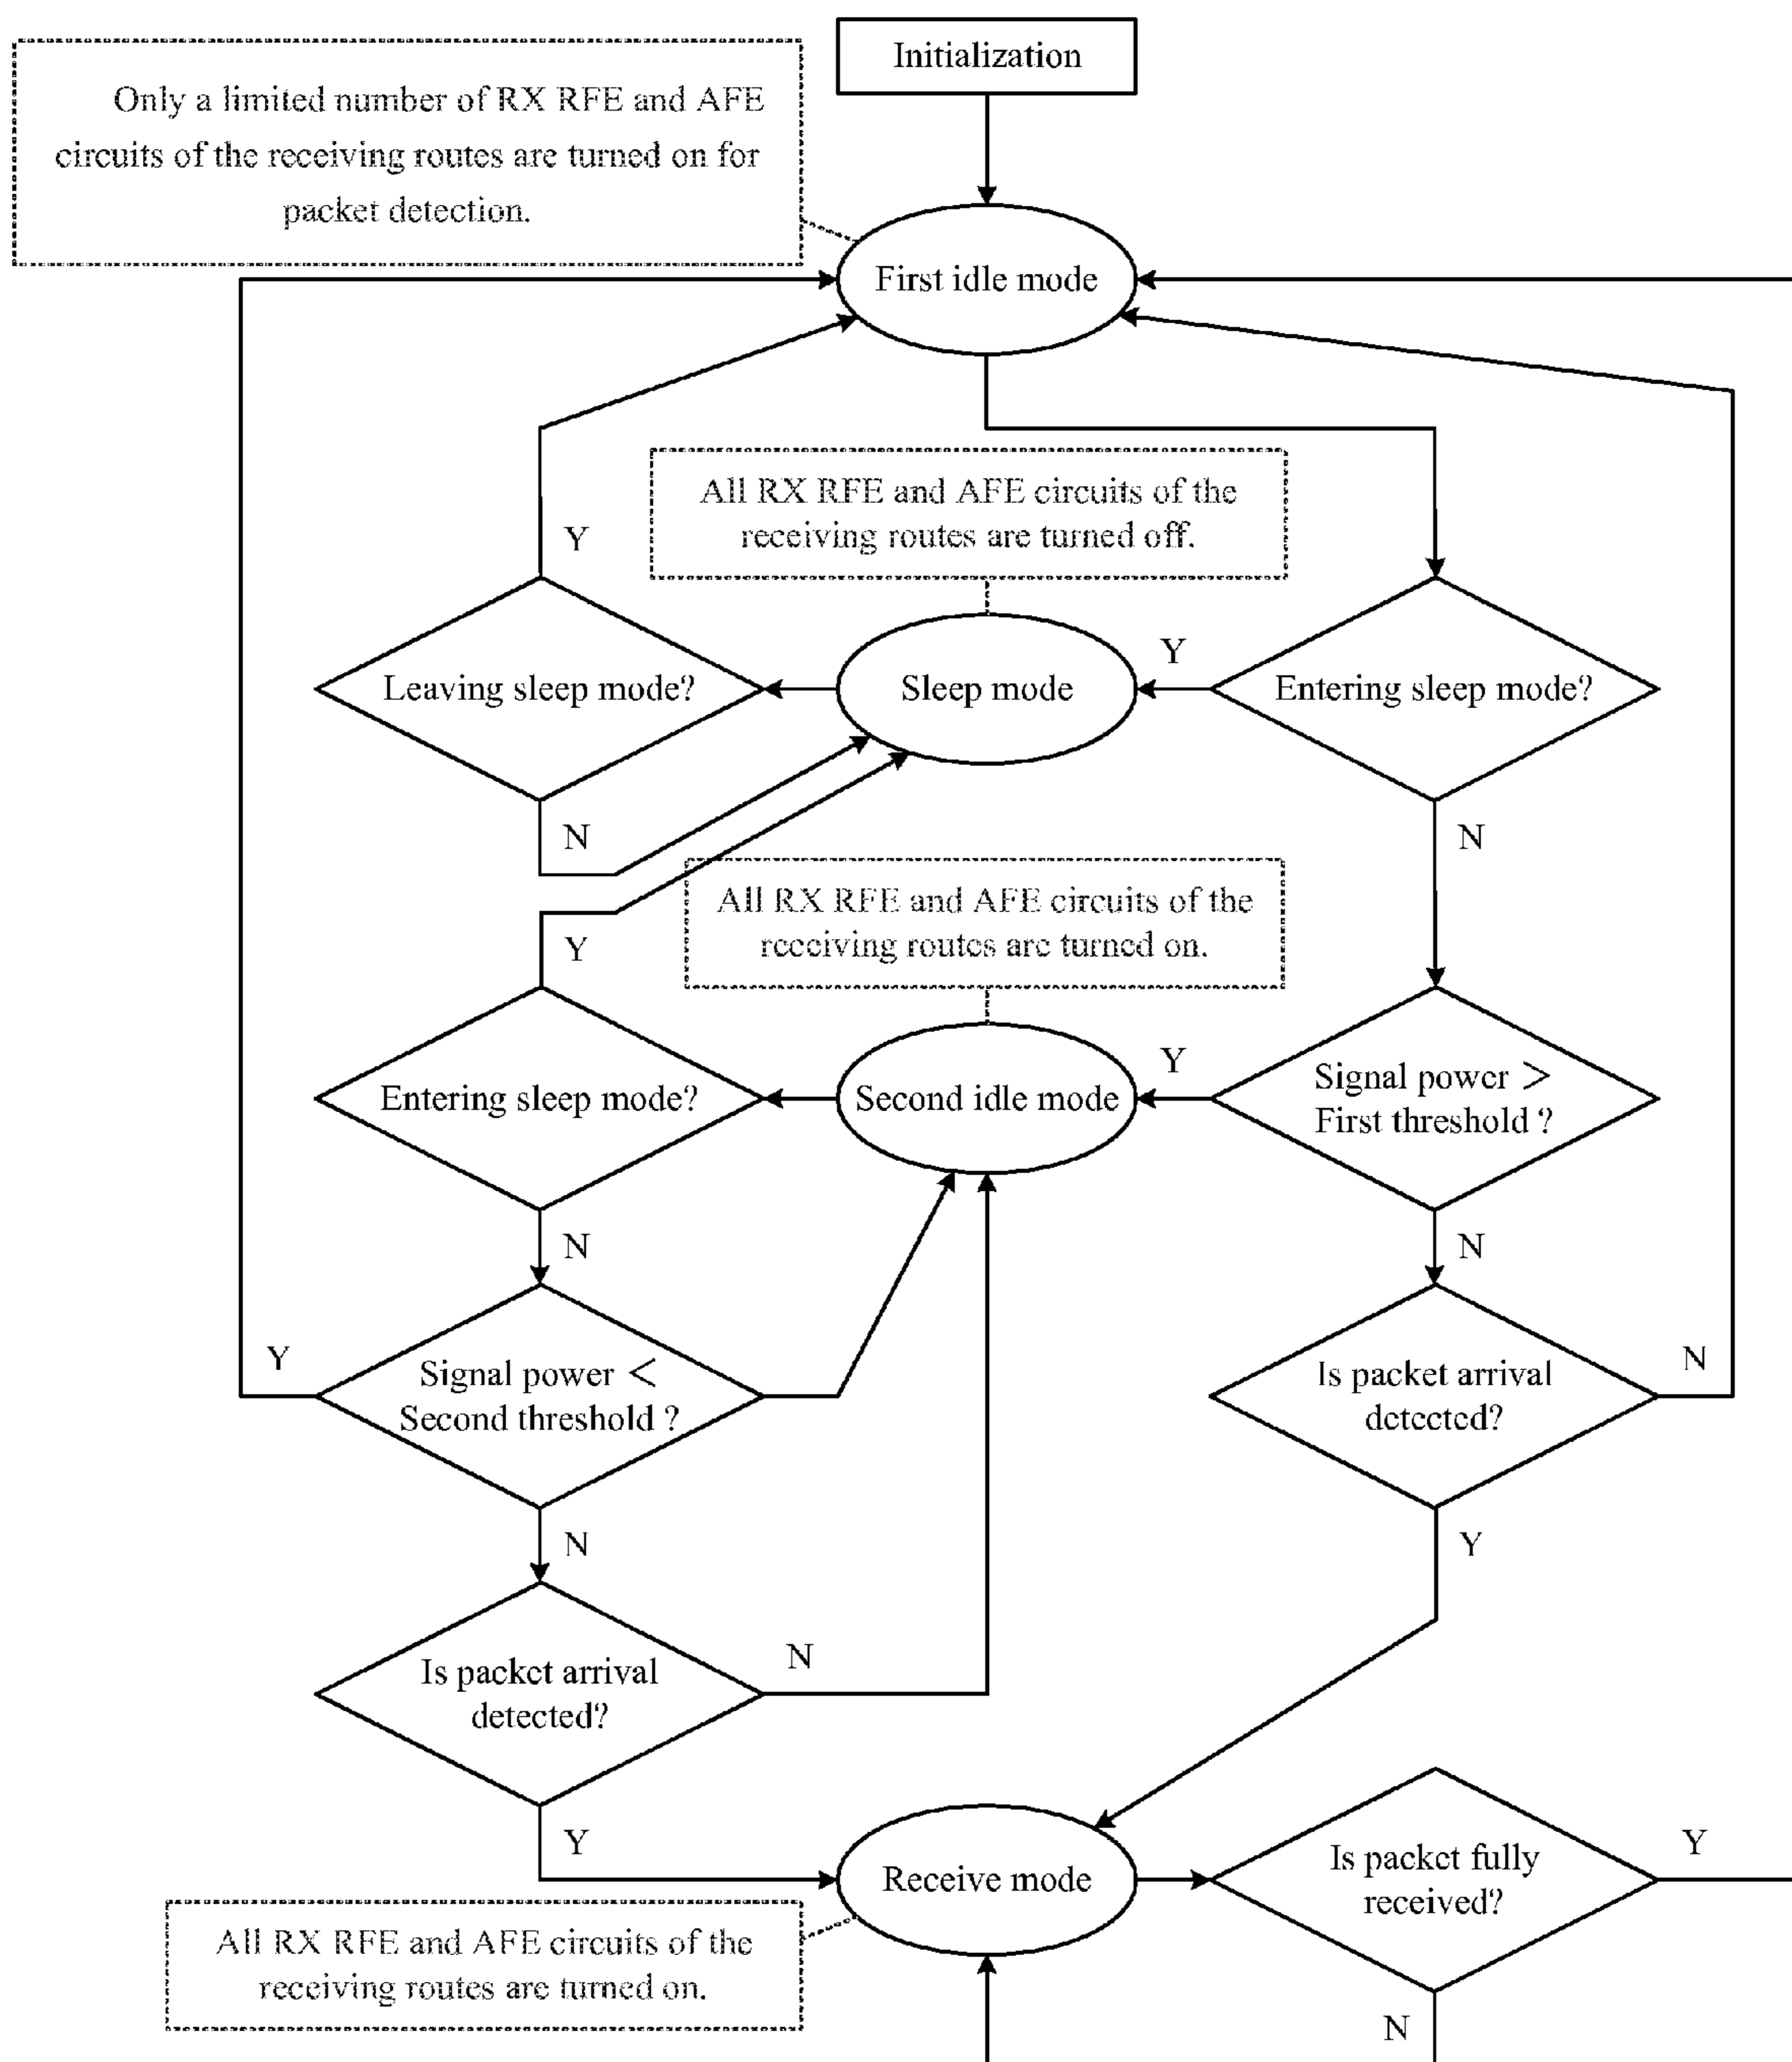 Initialization
Only a limited number of RX RFE and AFE
circuits of the receiving routes are turned on for
packet detection.
First idle mode
All RX RFE and AFE circuits of the
receiving routes are turned off.
Y
Y
Leaving sleep mode?
Sleep mode
Entering sleep mode?
N
N
All RX RFE and AFE circuits of the
receiving routes are turned on.
Y
Y
Entering sleep mode?
Second idle mode
Signal power >
First threshold ?
N
N
Y
Signal power <
Second threshold ?
Is packet arrival
detected?
N
N
Y
Is packet arrival
detected?
N
Y
Receive mode
Is packet fully
received?
Y
All RX RFE and AFE circuits of the
receiving routes are turned on.
N